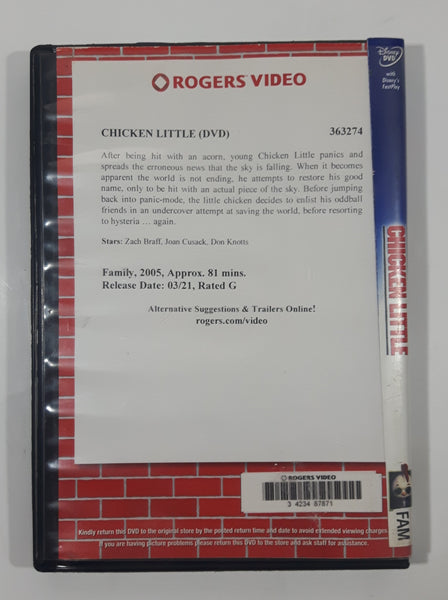 ROGERS™ VIDEO
CHICKEN LITTLE (DVD) 363274
After being hit with an acorn, young Chicken Little panics and
spreads the erroneous news that the sky is falling. When it becomes
apparent the world is not ending, he attempts to restore his good
name, only to be hit with an actual piece of the sky. Before jumping
back into panic-mode, the little chicken decides to enlist his oddball
friends in an undercover attempt at saving the world, before resorting
to hysteria ... again.
Stars: Zach Braff, Joan Cusack, Don Knotts
Family, 2005, Approx. 81 mins.
Release Date: 03/21, Rated G
Alternative Suggestions & Trailers Online!
rogers.com/video
ROGERS VIDEO
3 4234 87871
Kindly return this DVD to the original store by the posted return time and date to avoid extended viewing charges
If you are having picture problems please return this DVD to the store and ask staff for assistance.
Disney
DVD
with
Disney's
FastPlay
CHICKEN LITTLE
FAM